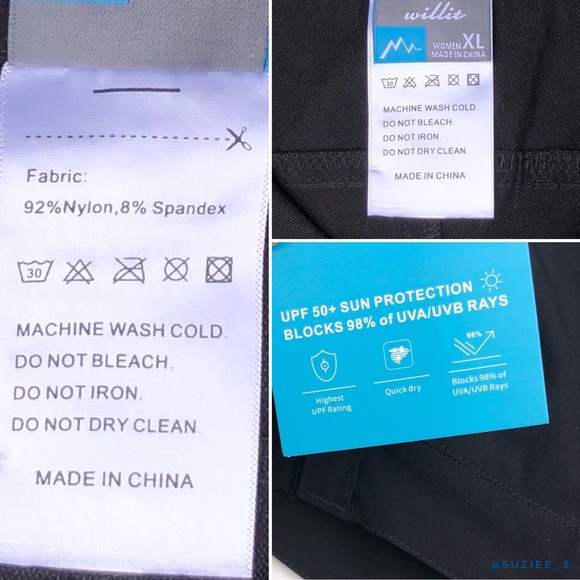 Fabric:
92%Nylon,8% Spandex
30
MACHINE WASH COLD.
DO NOT BLEACH.
DO NOT IRON.
DO NOT DRY CLEAN.
MADE IN CHINA
willit
WOMEN XL
MADE IN CHINA
30
MACHINE WASH COLD.
DO NOT BLEACH.
DO NOT IRON.
DO NOT DRY CLEAN.
MADE IN CHINA
UPF 50+ SUN PROTECTION
BLOCKS 98% of UVA/UVB RAYS
98%
Highest
UPF Rating
Quick dry
Blocks 98% of
UVA/UVB Rays
@SUZIEE_S